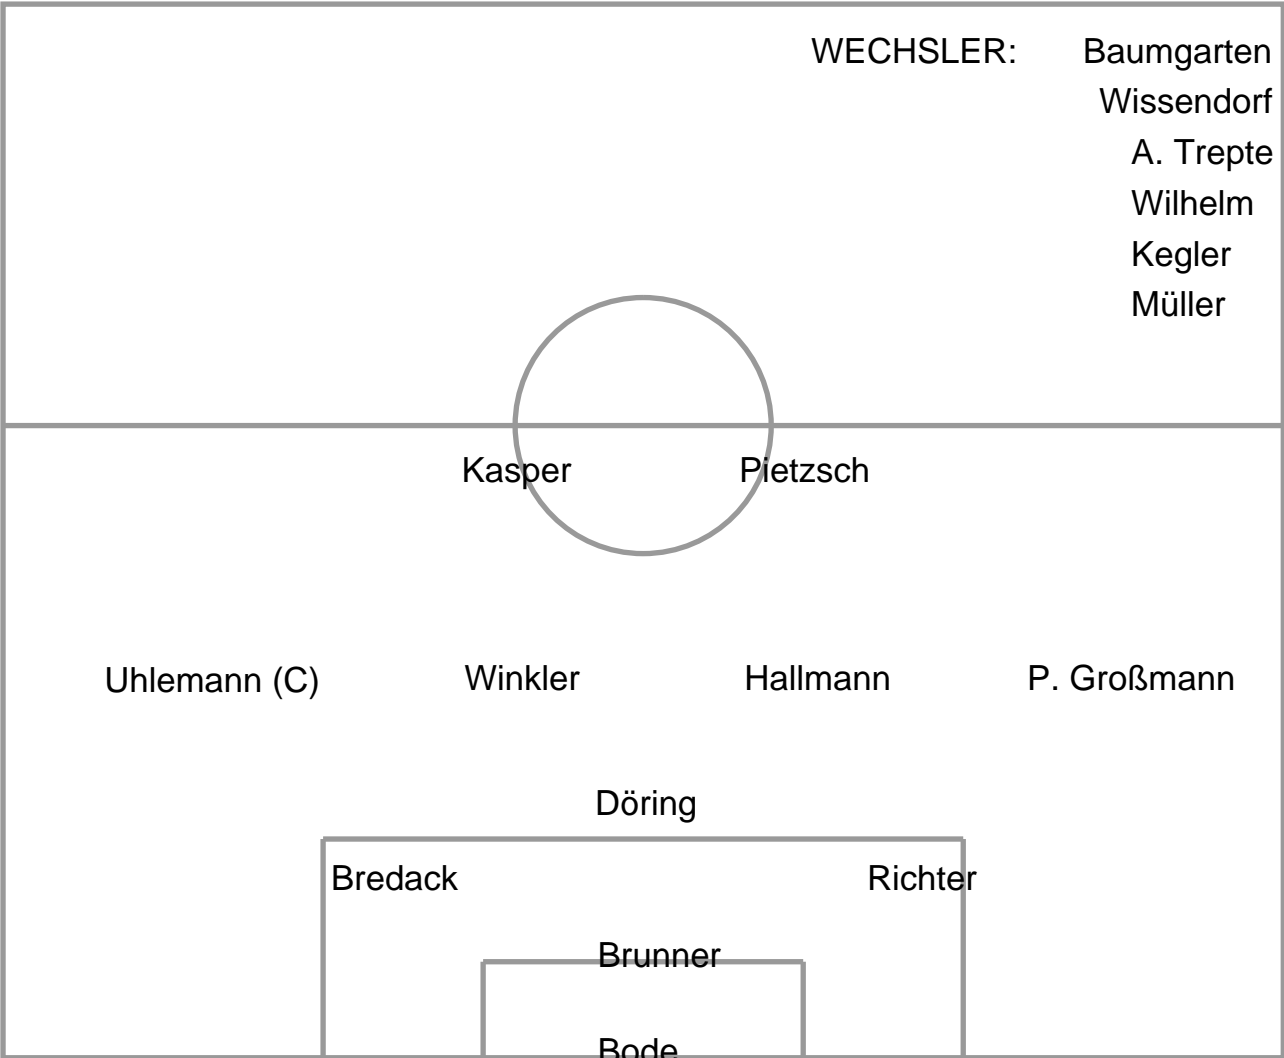 WECHSLER: Baumgarten
Wissendorf
A. Trepte
Wilhelm
Kegler
Müller
Kasper Pietzsch
Uhlemann (C) Winkler Hallmann P. Großmann
Döring
Bredack Richter
Brunner
Bode